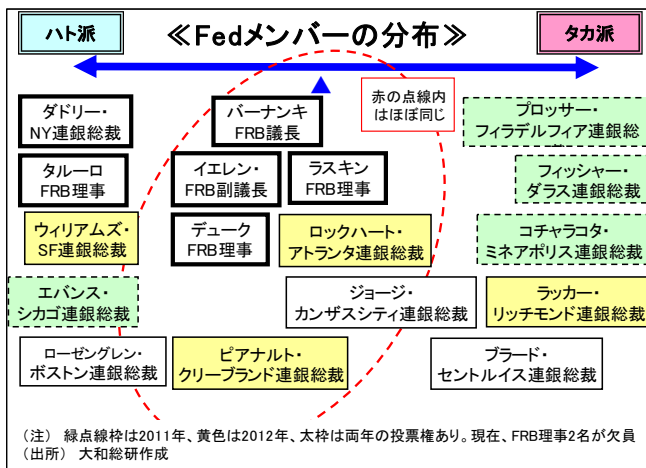 ハト派
≪Fedメンバーの分布≫
タカ派
赤の点線内
はほぼ同じ
ダドリー・
NY連銀総裁
バーナンキ
FRB議長
プロッサー・
フィラデルフィア連銀総
タルーロ
FRB理事
イエレン・
FRB副議長
ラスキン
FRB理事
フィッシャー・
ダラス連銀総裁
ウィリアムズ・
SF連銀総裁
デューク
FRB理事
ロックハート・
アトランタ連銀総裁
コチャラコタ・
ミネアポリス連銀総裁
エバンス・
シカゴ連銀総裁
ジョージ・
カンザスシティ連銀総裁
ラッカー・
リッチモンド連銀総裁
ローゼングレン・
ボストン連銀総裁
ピアナルト・
クリーブランド連銀総裁
ブラード・
セントルイス連銀総裁
（注） 緑点線枠は2011年、黄色は2012年、太枠は両年の投票権あり。現在、FRB理事2名が欠員
（出所） 大和総研作成